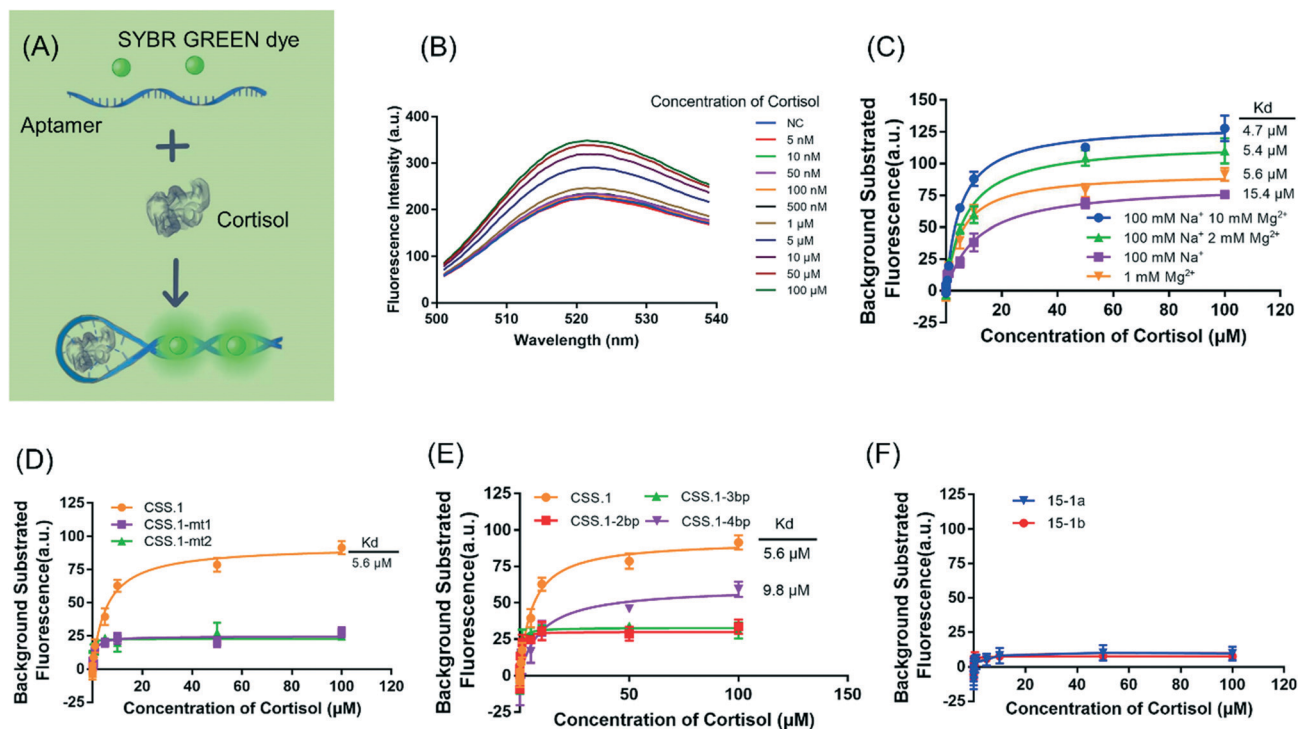 (A)
SYBR GREEN dye
Aptamer
Cortisol
(B)
Concentration of Cortisol
NC
5 nM
10 nM
50 nM
100 nM
500 nM
1 µM
5 µM
10 µM
50 µM
100 µM
Fluorescence Intensity (a.u.)
400
300
200
100
0
500
510
520
530
540
Wavelength (nm)
(C)
Background Substrated
Fluorescence(a.u.)
150
125
100
75
50
25
0
-25
Kd
4.7 µM
5.4 µM
5.6 µM
15.4 µM
100 mM Na⁺ 10 mM Mg²⁺
100 mM Na⁺ 2 mM Mg²⁺
100 mM Na⁺
1 mM Mg²⁺
20
40
60
80
100
120
Concentration of Cortisol (µM)
(D)
Background Substrated
Fluorescence(a.u.)
125
100
75
50
25
0
-25
CSS.1
CSS.1-mt1
CSS.1-mt2
Kd
5.6 µM
20
40
60
80
100
120
Concentration of Cortisol (µM)
(E)
Background Substrated
Fluorescence(a.u.)
125
100
75
50
25
0
-25
CSS.1
CSS.1-3bp
CSS.1-2bp
CSS.1-4bp
Kd
5.6 µM
9.8 µM
50
100
150
Concentration of Cortisol (µM)
(F)
Background Substrated
Fluorescence(a.u.)
125
100
75
50
25
0
-25
15-1a
15-1b
20
40
60
80
100
120
Concentration of Cortisol (µM)